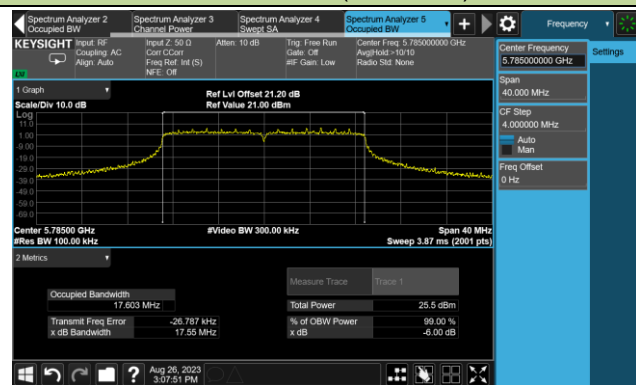 Spectrum Analyzer 2
Occupied BW
Spectrum Analyzer 3
Channel Power
Spectrum Analyzer 4
Swept SA
Spectrum Analyzer 5
Occupied BW
Frequency
KEYSIGHT
Input: RF
Coupling: AC
Align: Auto
Input Z: 50 Ω
Corr CCorr
Freq Ref: Int (S)
NFE: Off
Atten: 10 dB
Trig: Free Run
Gate: Off
#IF Gain: Low
Center Freq: 5.785000000 GHz
Avg|Hold:>10/10
Radio Std: None
Center Frequency
5.785000000 GHz
Settings
Span
40.000 MHz
CF Step
4.000000 MHz
Auto
Man
Freq Offset
0 Hz
1 Graph
Scale/Div 10.0 dB
Ref Lvl Offset 21.20 dB
Ref Value 21.00 dBm
Log
11.0
1.00
-9.00
-19.0
-29.0
-39.0
-49.0
-59.0
-69.0
Center 5.78500 GHz
#Res BW 100.00 kHz
#Video BW 300.00 kHz
Span 40 MHz
Sweep 3.87 ms (2001 pts)
2 Metrics
Measure Trace
Trace 1
Occupied Bandwidth
17.603 MHz
Total Power
25.5 dBm
Transmit Freq Error
-26.787 kHz
% of OBW Power
99.00 %
x dB Bandwidth
17.55 MHz
x dB
-6.00 dB
?
Aug 26, 2023
3:07:51 PM